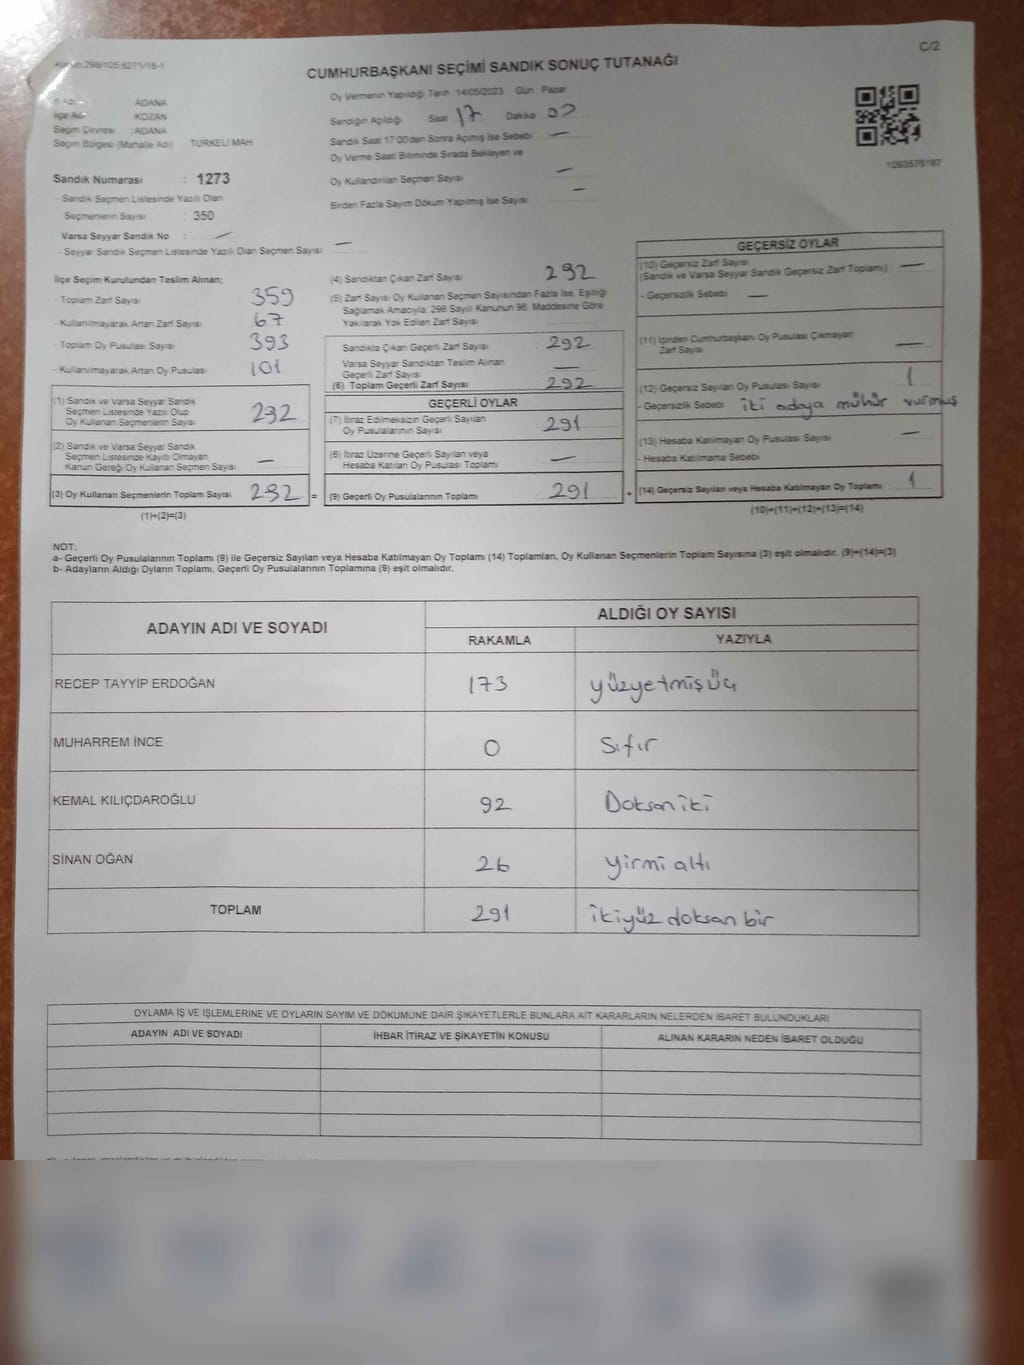 C/2
Kanun:298/105;6271/16-1
CUMHURBAŞKANI SEÇİMİ SANDIK SONUÇ TUTANAĞI
İl Adı : ADANA
İlçe Adı : KOZAN
Seçim Çevresi : ADANA
Seçim Bölgesi (Mahalle Adı) TÜRKELİ MAH
Sandık Numarası : 1273
- Sandık Seçmen Listesinde Yazılı Olan
Seçmenlerin Sayısı : 350
Varsa Seyyar Sandık No : —
- Seyyar Sandık Seçmen Listesinde Yazılı Olan Seçmen Sayısı —
Oy Vermenin Yapıldığı Tarih :14/05/2023 Gün Pazar
Sandığın Açıldığı Saat 17 Dakika
Sandık Saat 17:00'den Sonra Açılmış İse Sebebi —
Oy Verme Saati Bitiminde Sırada Bekleyen ve
Oy Kullandırılan Seçmen Sayısı —
Birden Fazla Sayım Döküm Yapılmış İse Sayısı —
1093576187
İlçe Seçim Kurulundan Teslim Alınan;
- Toplam Zarf Sayısı 359
- Kullanılmayarak Artan Zarf Sayısı 67
- Toplam Oy Pusulası Sayısı 393
- Kullanılmayarak Artan Oy Pusulası 101
(1) Sandık ve Varsa Seyyar Sandık
Seçmen Listesinde Yazılı Olup
Oy Kullanan Seçmenlerin Sayısı 292
(2) Sandık ve Varsa Seyyar Sandık
Seçmen Listesinde Kayıtlı Olmayan
Kanun Gereği Oy Kullanan Seçmen Sayısı —
(3) Oy Kullanan Seçmenlerin Toplam Sayısı 292 =
(1)+(2)=(3)
(4) Sandıktan Çıkan Zarf Sayısı 292
(5) Zarf Sayısı Oy Kullanan Seçmen Sayısından Fazla İse, Eşitliği
Sağlamak Amacıyla, 298 Sayılı Kanunun 98. Maddesine Göre
Yakılarak Yok Edilen Zarf Sayısı
Sandıkta Çıkan Geçerli Zarf Sayısı 292
Varsa Seyyar Sandıktan Teslim Alınan
Geçerli Zarf Sayısı —
(6) Toplam Geçerli Zarf Sayısı 292
GEÇERLİ OYLAR
(7) İtiraz Edilmeksizin Geçerli Sayılan
Oy Pusulalarının Sayısı 291
(8) İtiraz Üzerine Geçerli Sayılan veya
Hesaba Katılan Oy Pusulası Toplamı —
(9) Geçerli Oy Pusulalarının Toplamı : 291 +
GEÇERSİZ OYLAR
(10) Geçersiz Zarf Sayısı
(Sandık ve Varsa Seyyar Sandık Geçersiz Zarf Toplamı) : —
- Geçersizlik Sebebi —
(11) İçinden Cumhurbaşkanı Oy Pusulası Çıkmayan
Zarf Sayısı —
(12) Geçersiz Sayılan Oy Pusulası Sayısı 1
- Geçersizlik Sebebi iki adaya mühür vurmuş
(13) Hesaba Katılmayan Oy Pusulası Sayısı —
- Hesaba Katılmama Sebebi
(14) Geçersiz Sayılan veya Hesaba Katılmayan Oy Toplamı : 1
(10)+(11)+(12)+(13)=(14)
NOT:
a- Geçerli Oy Pusulalarının Toplamı (9) ile Geçersiz Sayılan veya Hesaba Katılmayan Oy Toplamı (14) Toplamları, Oy Kullanan Seçmenlerin Toplam Sayısına (3) eşit olmalıdır. (9)+(14)=(3)
b- Adayların Aldığı Oyların Toplamı, Geçerli Oy Pusulalarının Toplamına (9) eşit olmalıdır.
ADAYIN ADI VE SOYADI ALDIĞI OY SAYISI
RAKAMLA YAZIYLA
RECEP TAYYİP ERDOĞAN 173 yüzyetmişüç
MUHARREM İNCE 0 Sıfır
KEMAL KILIÇDAROĞLU 92 Doksan iki
SİNAN OĞAN 26 yirmi altı
TOPLAM 291 ikiyüz doksan bir
OYLAMA İŞ VE İŞLEMLERİNE VE OYLARIN SAYIM VE DÖKÜMÜNE DAİR ŞİKAYETLERLE BUNLARA AİT KARARLARIN NELERDEN İBARET BULUNDUKLARI
ADAYIN ADI VE SOYADI İHBAR İTİRAZ VE ŞİKAYETİN KONUSU ALINAN KARARIN NEDEN İBARET OLDUĞU